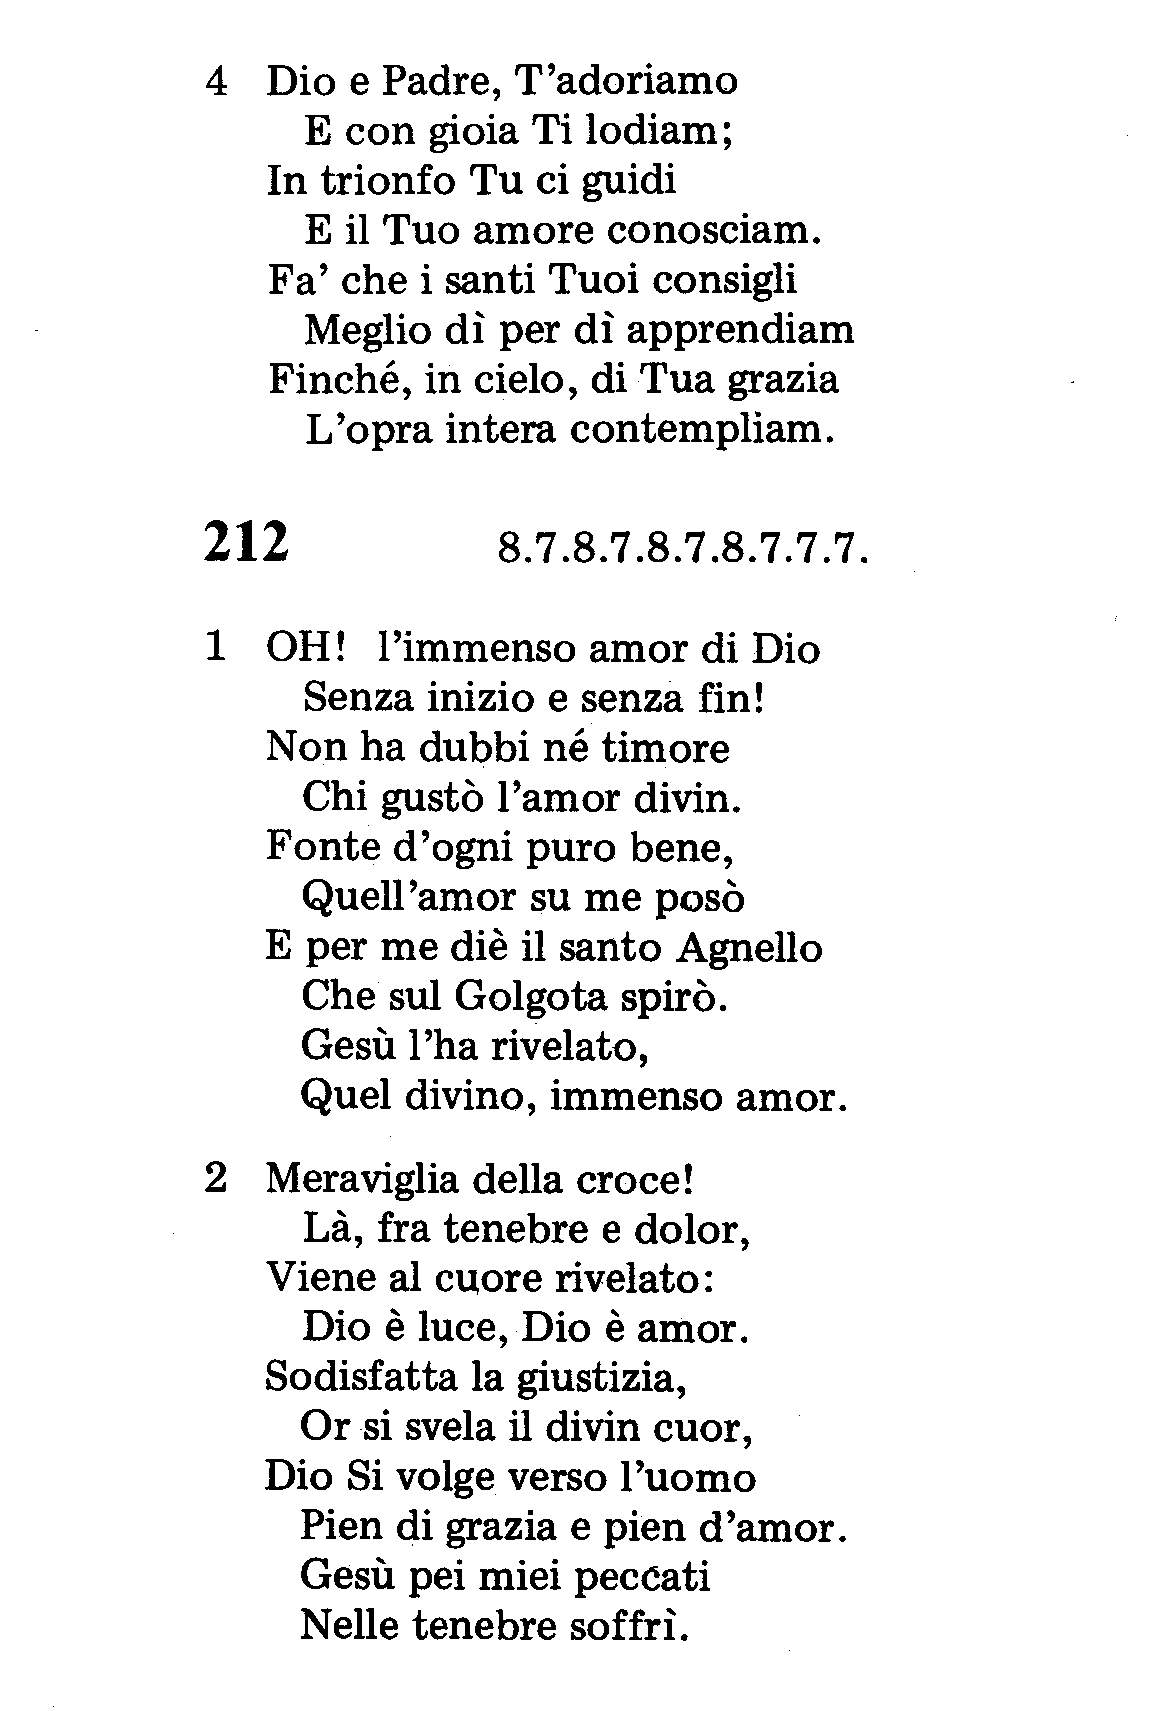 4 Dio e Padre, T'adoriamo
E con gioia Ti lodiam;
In trionfo Tu ci guidi
E il Tuo amore conosciam.
Fa' che i santi Tuoi consigli
Meglio dì per dì apprendiam
Finché, in cielo, di Tua grazia
L'opra intera contempliam.
212 8.7.8.7.8.7.8.7.7.7.
1 OH! l'immenso amor di Dio
Senza inizio e senza fin!
Non ha dubbi né timore
Chi gustò l'amor divin.
Fonte d'ogni puro bene,
Quell'amor su me posò
E per me diè il santo Agnello
Che sul Golgota spirò.
Gesù l'ha rivelato,
Quel divino, immenso amor.
2 Meraviglia della croce!
Là, fra tenebre e dolor,
Viene al cuore rivelato:
Dio è luce, Dio è amor.
Sodisfatta la giustizia,
Or si svela il divin cuor,
Dio Si volge verso l'uomo
Pien di grazia e pien d'amor.
Gesù pei miei peccati
Nelle tenebre soffrì.